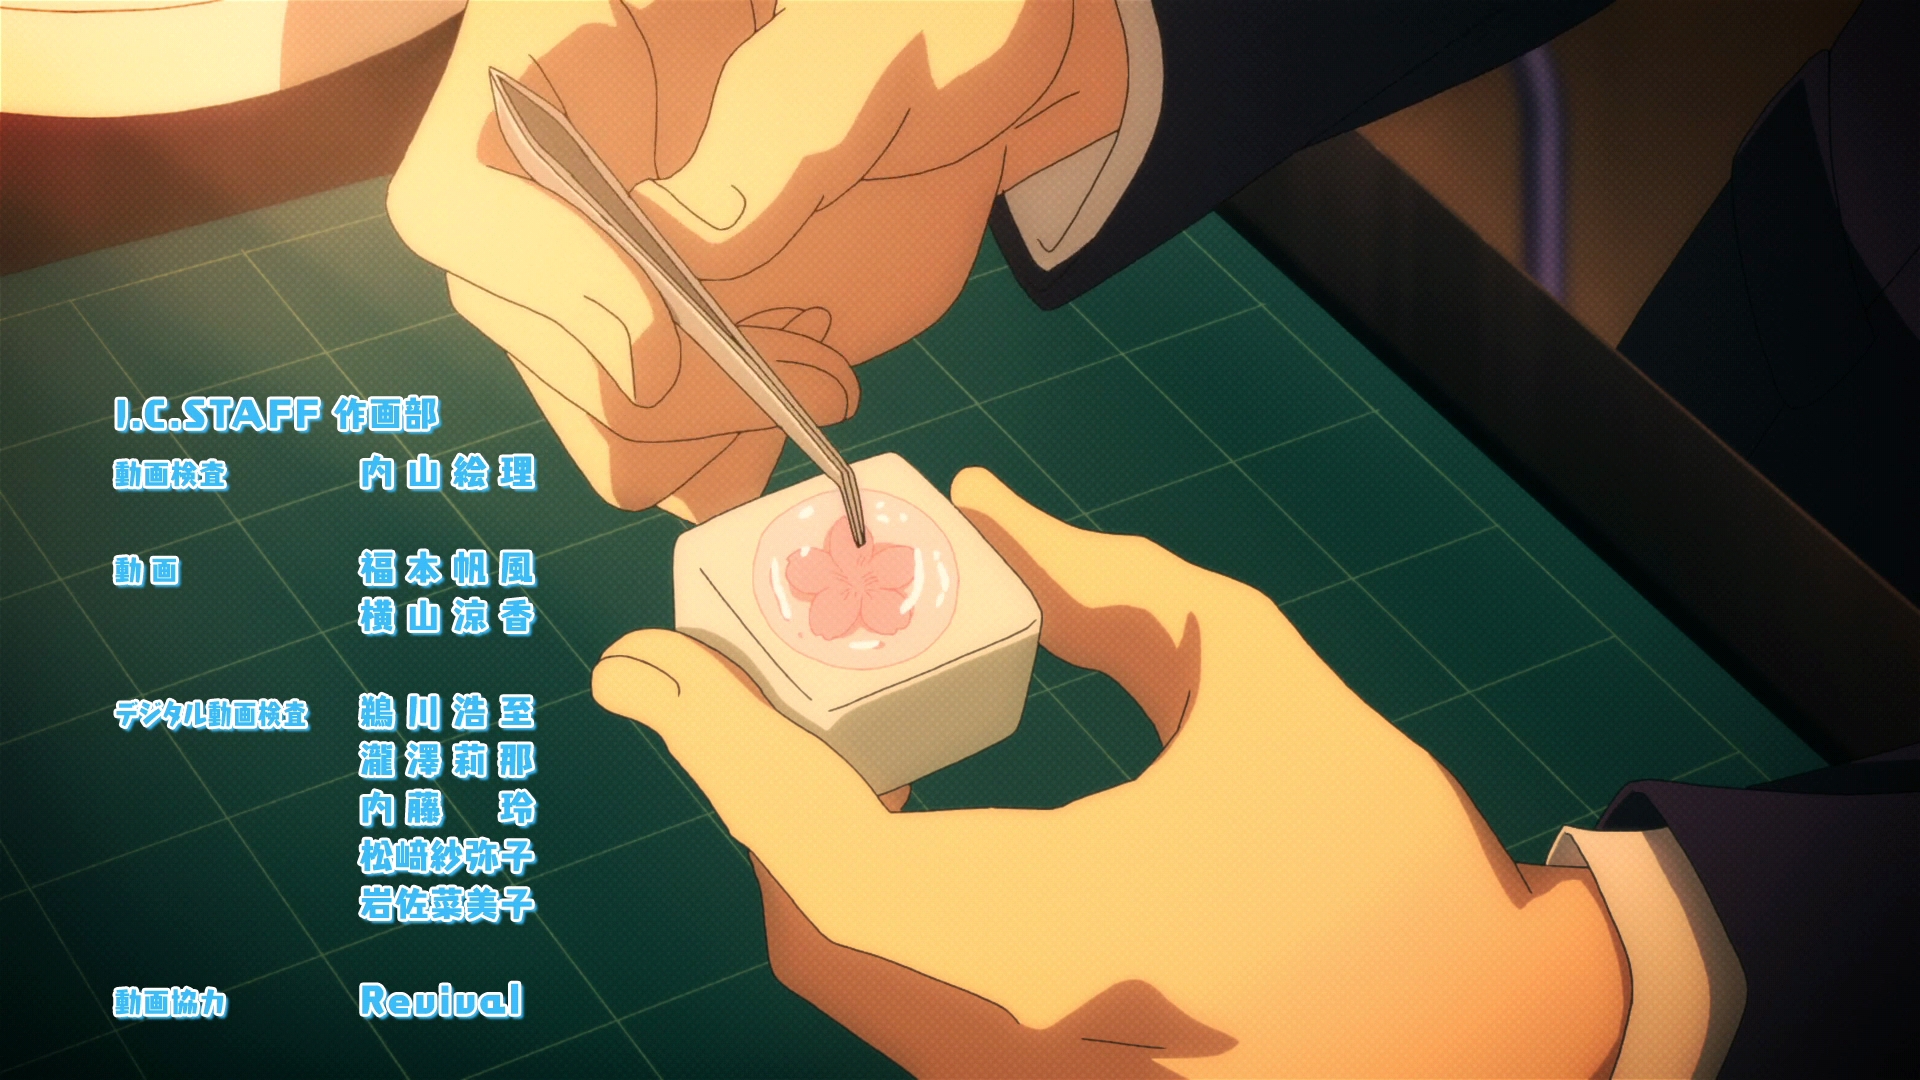 J.C.STAFF 作画部
動画検査 内山絵理
動画 福本帆風
横山涼香
デジタル動画検査 鵜川浩至
瀧澤莉那
内藤 玲
松﨑紗弥子
岩佐菜美子
動画協力 Revival